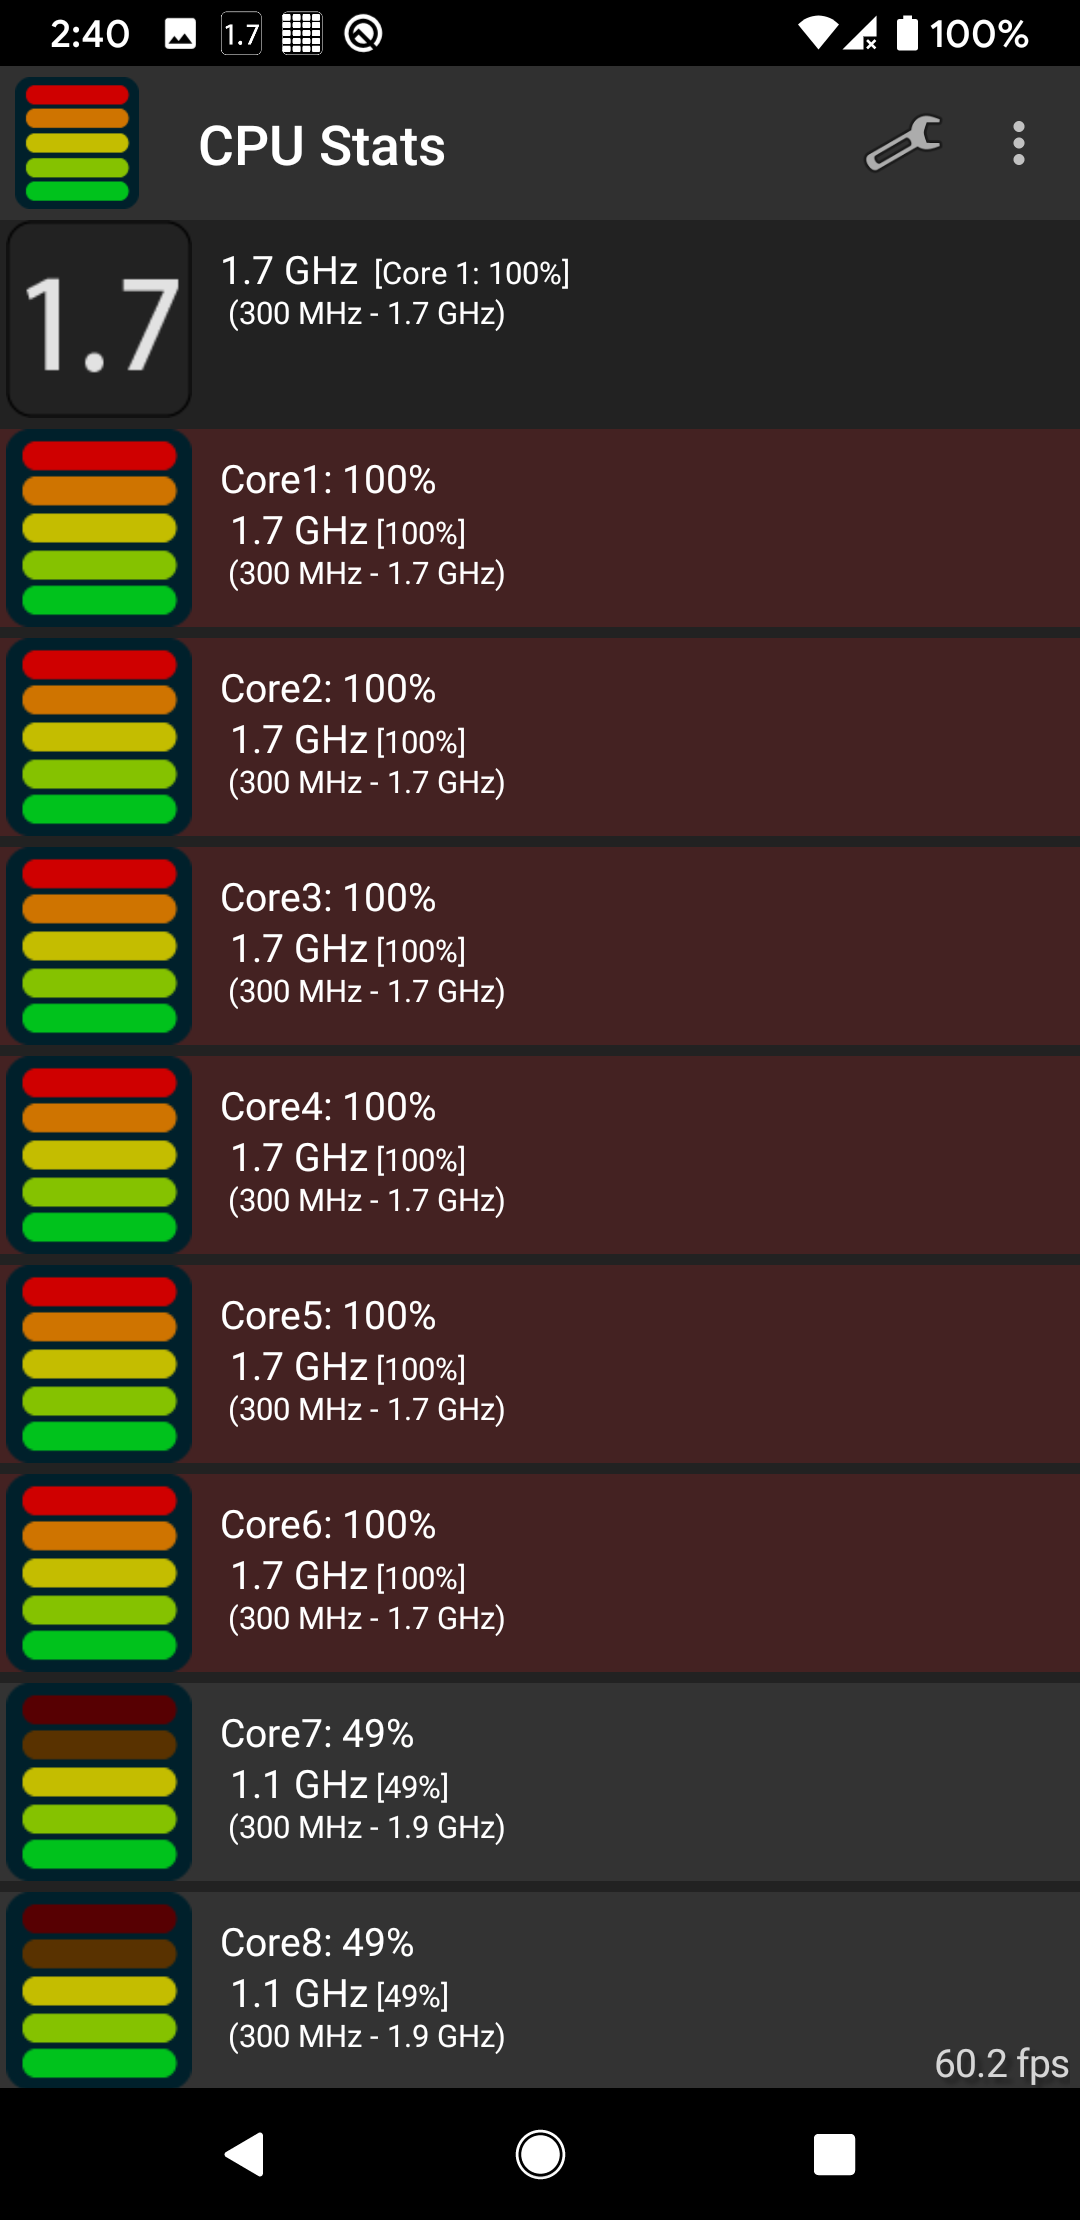 2:40
1.7
100%
CPU Stats
1.7
1.7 GHz [Core 1: 100%]
(300 MHz - 1.7 GHz)
Core1: 100%
1.7 GHz [100%]
(300 MHz - 1.7 GHz)
Core2: 100%
1.7 GHz [100%]
(300 MHz - 1.7 GHz)
Core3: 100%
1.7 GHz [100%]
(300 MHz - 1.7 GHz)
Core4: 100%
1.7 GHz [100%]
(300 MHz - 1.7 GHz)
Core5: 100%
1.7 GHz [100%]
(300 MHz - 1.7 GHz)
Core6: 100%
1.7 GHz [100%]
(300 MHz - 1.7 GHz)
Core7: 49%
1.1 GHz [49%]
(300 MHz - 1.9 GHz)
Core8: 49%
1.1 GHz [49%]
(300 MHz - 1.9 GHz)
60.2 fps